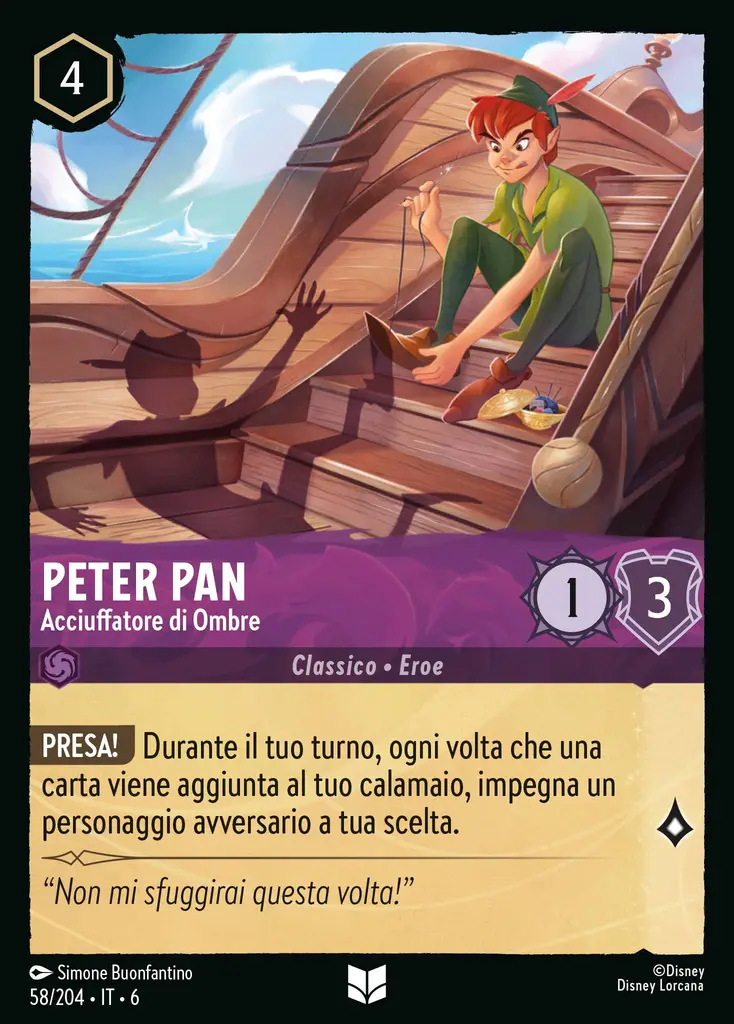 4
PETER PAN
Acciuffatore di Ombre
1
3
Classico • Eroe
PRESA! Durante il tuo turno, ogni volta che una
carta viene aggiunta al tuo calamaio, impegna un
personaggio avversario a tua scelta.
“Non mi sfuggirai questa volta!”
Simone Buonfantino
58/204 • IT • 6
©Disney
Disney Lorcana